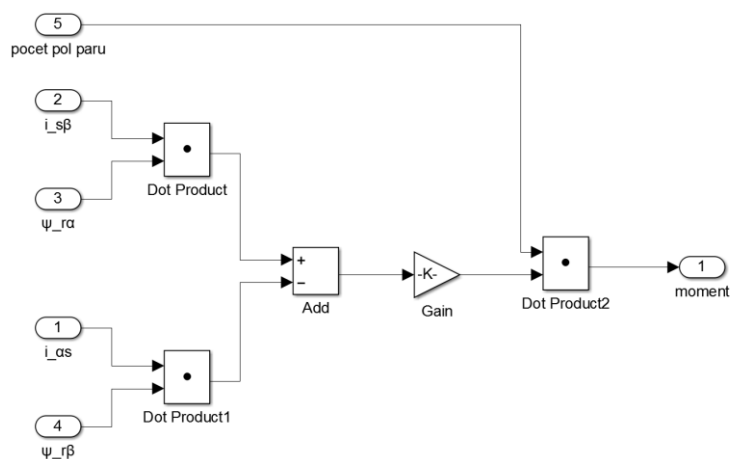 5
pocet pol paru
2
i_sβ
3
ψ_rα
Dot Product
+
−
Add
-K-
Gain
Dot Product2
1
moment
1
i_αs
4
ψ_rβ
Dot Product1